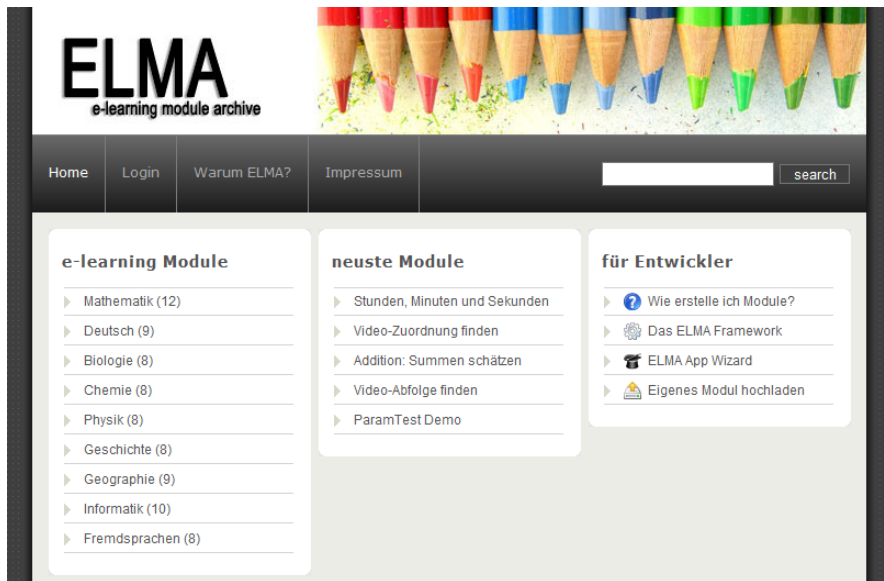 ELMA
e-learning module archive
Home
Login
Warum ELMA?
Impressum
search
e-learning Module
Mathematik (12)
Deutsch (9)
Biologie (8)
Chemie (8)
Physik (8)
Geschichte (8)
Geographie (9)
Informatik (10)
Fremdsprachen (8)
neuste Module
Stunden, Minuten und Sekunden
Video-Zuordnung finden
Addition: Summen schätzen
Video-Abfolge finden
ParamTest Demo
für Entwickler
Wie erstelle ich Module?
Das ELMA Framework
ELMA App Wizard
Eigenes Modul hochladen